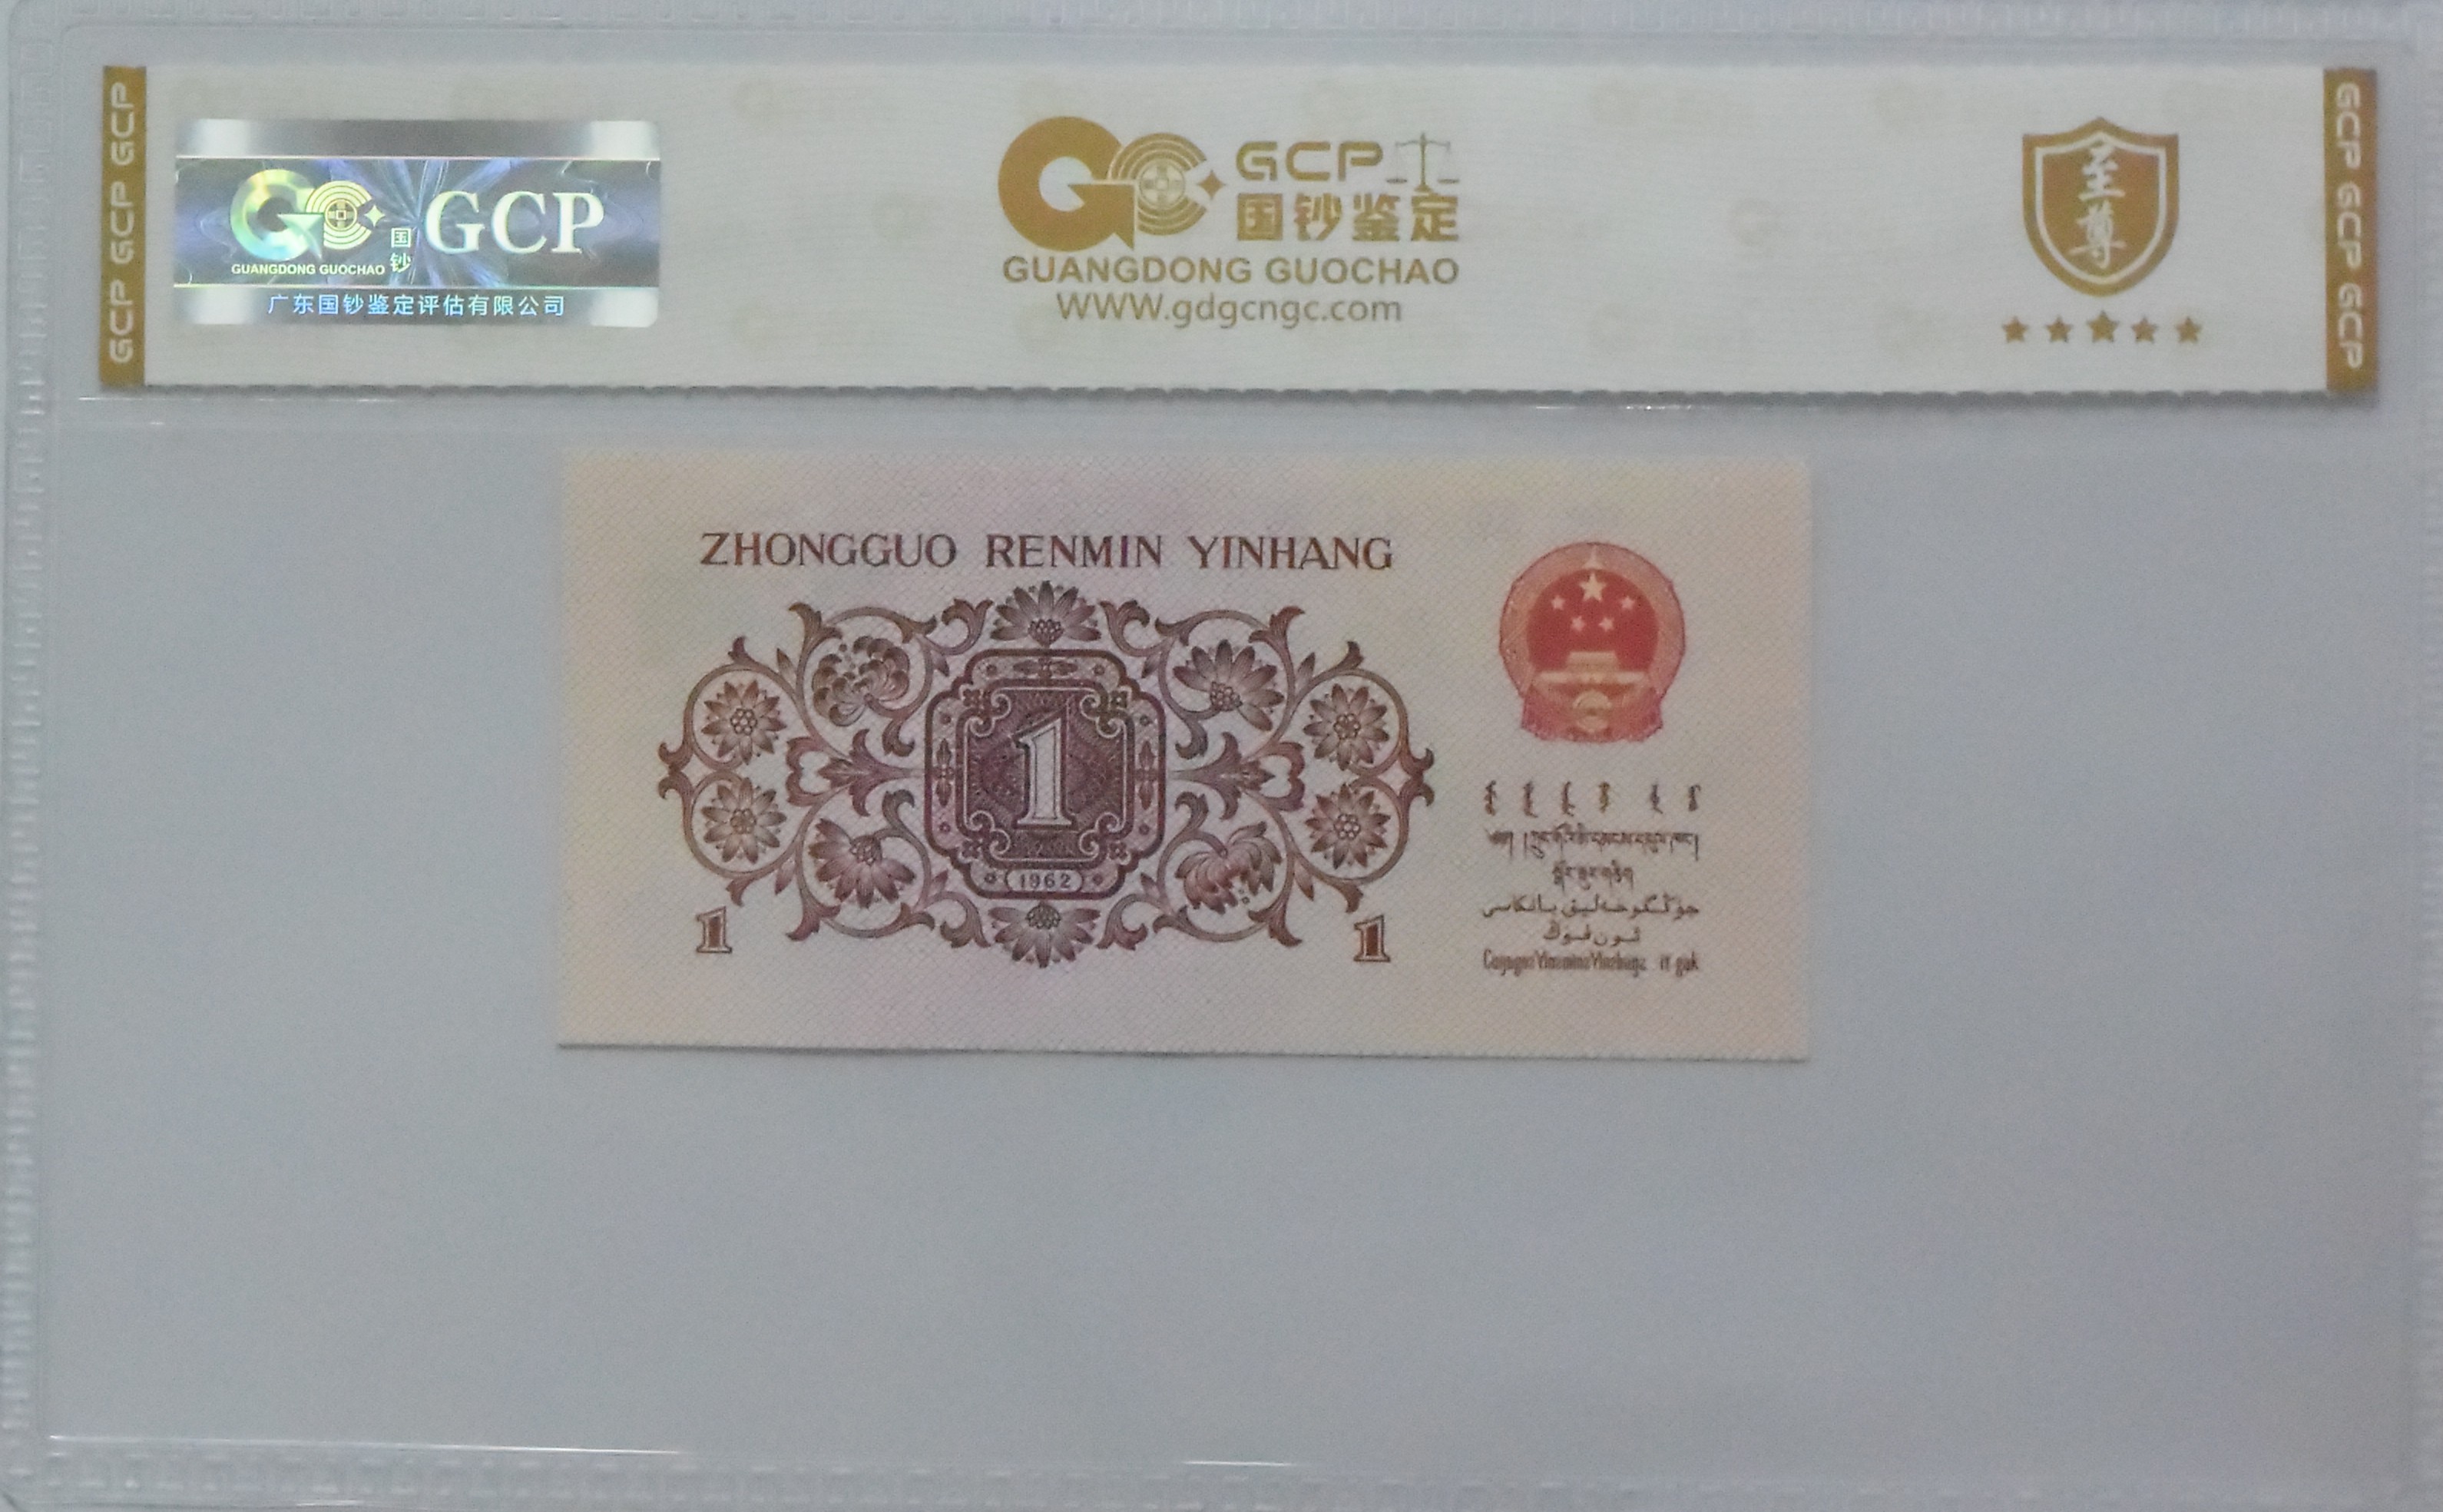 GCP GCP GCP
GCP
国钞
GUANGDONG GUOCHAO
广东国钞鉴定评估有限公司
GCP
国钞鉴定
GUANGDONG GUOCHAO
WWW.gdgcngc.com
至尊
GCP GCP GCP
ZHONGGUO RENMIN YINHANG
1
1962
1
1